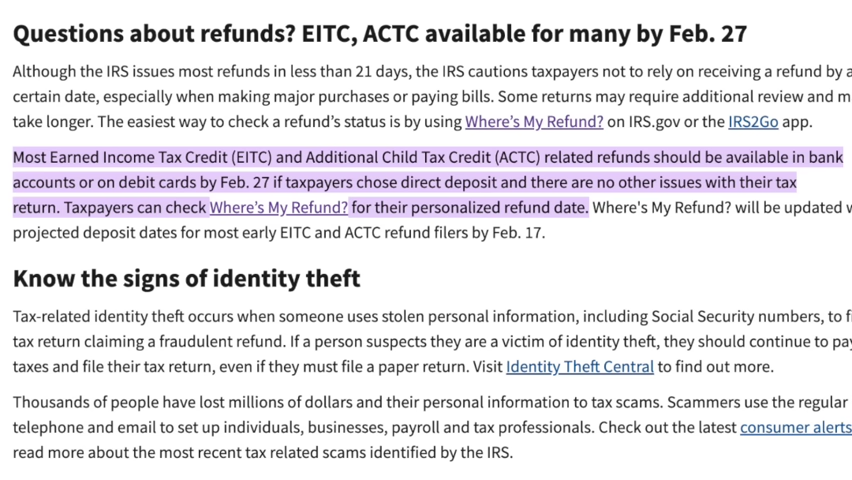 Questions about refunds? EITC, ACTC available for many by Feb. 27
Although the IRS issues most refunds in less than 21 days, the IRS cautions taxpayers not to rely on receiving a refund by a
certain date, especially when making major purchases or paying bills. Some returns may require additional review and
take longer. The easiest way to check a refund’s status is by using Where’s My Refund? on IRS.gov or the IRS2Go app.
Most Earned Income Tax Credit (EITC) and Additional Child Tax Credit (ACTC) related refunds should be available in bank
accounts or on debit cards by Feb. 27 if taxpayers chose direct deposit and there are no other issues with their tax
return. Taxpayers can check Where’s My Refund? for their personalized refund date. Where's My Refund? will be updated
projected deposit dates for most early EITC and ACTC refund filers by Feb. 17.
Know the signs of identity theft
Tax-related identity theft occurs when someone uses stolen personal information, including Social Security numbers, to
tax return claiming a fraudulent refund. If a person suspects they are a victim of identity theft, they should continue to
taxes and file their tax return, even if they must file a paper return. Visit Identity Theft Central to find out more.
Thousands of people have lost millions of dollars and their personal information to tax scams. Scammers use the regular
telephone and email to set up individuals, businesses, payroll and tax professionals. Check out the latest consumer alerts
read more about the most recent tax related scams identified by the IRS.